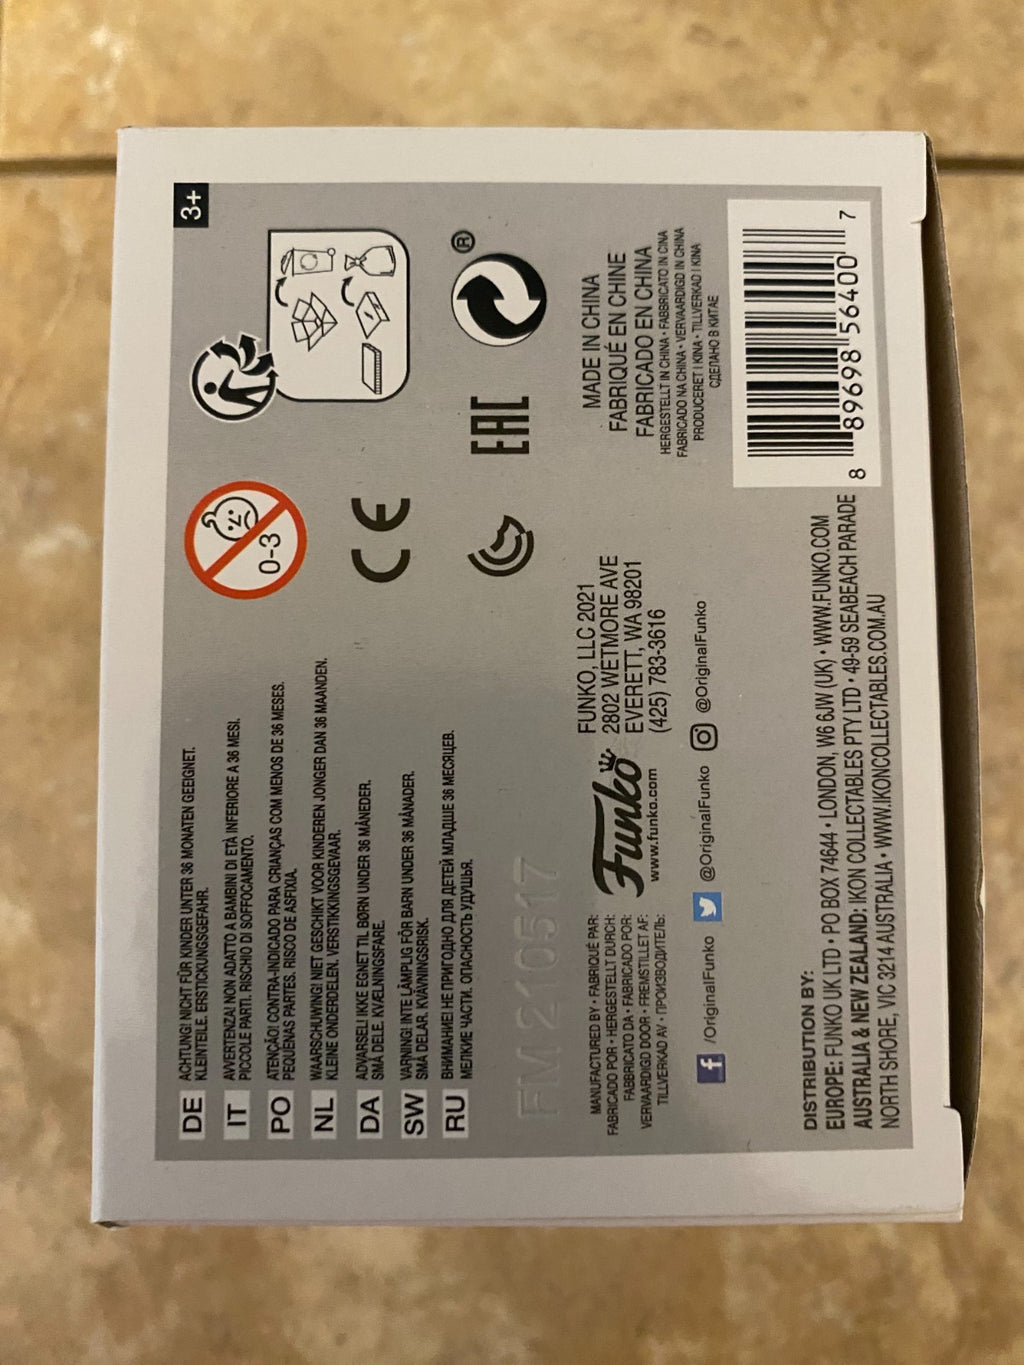 DE ACHTUNG! NICHT FÜR KINDER UNTER 36 MONATEN GEEIGNET.
KLEINTEILE. ERSTICKUNGSGEFAHR.
IT AVVERTENZA! NON ADATTO A BAMBINI DI ETÀ INFERIORE A 36 MESI.
PICCOLE PARTI. RISCHIO DI SOFFOCAMENTO.
PO ATENÇÃO! CONTRA-INDICADO PARA CRIANÇAS COM MENOS DE 36 MESES.
PEQUENAS PARTES. RISCO DE ASFIXIA.
NL WAARSCHUWING! NIET GESCHIKT VOOR KINDEREN JONGER DAN 36 MAANDEN.
KLEINE ONDERDELEN. VERSTIKKINGSGEVAAR.
DA ADVARSEL! IKKE EGNET TIL BØRN UNDER 36 MÅNEDER.
SMÅ DELE. KVÆLNINGSFARE.
SW VARNING! INTE LÄMPLIG FÖR BARN UNDER 36 MÅNADER.
SMÅ DELAR. KVÄVNINGSRISK.
RU ВНИМАНИЕ! НЕ ПРИГОДНО ДЛЯ ДЕТЕЙ МЛАДШЕ 36 МЕСЯЦЕВ.
МЕЛКИЕ ЧАСТИ. ОПАСНОСТЬ УДУШЬЯ.
0-3
3+
CE
EAC
®
FM 210517
MANUFACTURED BY • FABRIQUÉ PAR:
FABRICADO POR • HERGESTELLT DURCH:
FABBRICATO DA • FABRICADO POR:
VERVAARDIGD DOOR • FREMSTILLET AF:
TILLVERKAD AV • ПРОИЗВОДИТЕЛЬ:
Funko
www.funko.com
FUNKO, LLC 2021
2802 WETMORE AVE
EVERETT, WA 98201
(425) 783-3616
MADE IN CHINA
FABRIQUÉ EN CHINE
FABRICADO EN CHINA
HERGESTELLT IN CHINA • FABBRICATO IN CINA
FABRICADO NA CHINA • VERVAARDIGD IN CHINA
PRODUCERET I KINA • TILLVERKAD I KINA
СДЕЛАНО В КИТАЕ
f /OriginalFunko @OriginalFunko @OriginalFunko
DISTRIBUTION BY:
EUROPE: FUNKO UK LTD • PO BOX 74644 • LONDON, W6 6JW (UK) • WWW.FUNKO.COM
AUSTRALIA & NEW ZEALAND: IKON COLLECTABLES PTY LTD • 49-59 SEABEACH PARADE
NORTH SHORE, VIC 3214 AUSTRALIA • WWW.IKONCOLLECTABLES.COM.AU
8 89698 56400 7